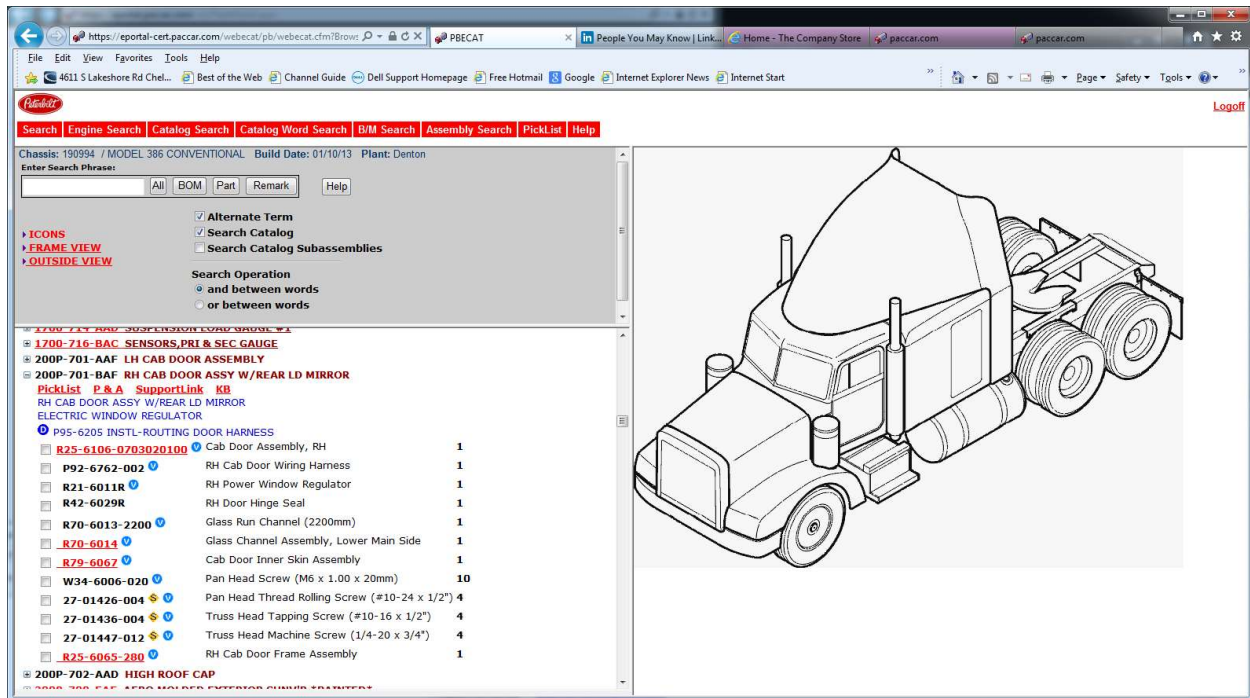 https://eportal-cert.paccar.com/webecat/pb/webecat.cfm?Brow:
PBECAT
People You May Know | Link...
Home - The Company Store
paccar.com
paccar.com
File Edit View Favorites Tools Help
4611 S Lakeshore Rd Chel...
Best of the Web
Channel Guide
Dell Support Homepage
Free Hotmail
Google
Internet Explorer News
Internet Start
Page
Safety
Tools
Peterbilt
Logoff
Search Engine Search Catalog Search Catalog Word Search B/M Search Assembly Search PickList Help
Chassis: 190994 / MODEL 386 CONVENTIONAL Build Date: 01/10/13 Plant: Denton
Enter Search Phrase:
All BOM Part Remark Help
Alternate Term
ICONS
Search Catalog
FRAME VIEW
Search Catalog Subassemblies
OUTSIDE VIEW
Search Operation
and between words
or between words
1700-714-AAD SUSPENSION LOAD GAUGE #1
1700-716-BAC SENSORS,PRI & SEC GAUGE
200P-701-AAF LH CAB DOOR ASSEMBLY
200P-701-BAF RH CAB DOOR ASSY W/REAR LD MIRROR
PickList P & A SupportLink KB
RH CAB DOOR ASSY W/REAR LD MIRROR
ELECTRIC WINDOW REGULATOR
D P95-6205 INSTL-ROUTING DOOR HARNESS
R25-6106-0703020100 V Cab Door Assembly, RH 1
P92-6762-002 V RH Cab Door Wiring Harness 1
R21-6011R V RH Power Window Regulator 1
R42-6029R RH Door Hinge Seal 1
R70-6013-2200 V Glass Run Channel (2200mm) 1
R70-6014 V Glass Channel Assembly, Lower Main Side 1
R79-6067 V Cab Door Inner Skin Assembly 1
W34-6006-020 V Pan Head Screw (M6 x 1.00 x 20mm) 10
27-01426-004 S V Pan Head Thread Rolling Screw (#10-24 x 1/2") 4
27-01436-004 S V Truss Head Tapping Screw (#10-16 x 1/2") 4
27-01447-012 S V Truss Head Machine Screw (1/4-20 x 3/4") 4
R25-6065-280 V RH Cab Door Frame Assembly 1
200P-702-AAD HIGH ROOF CAP